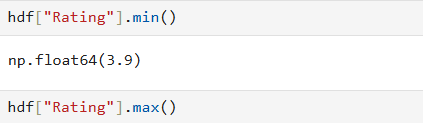 hdf["Rating"].min()
np.float64(3.9)
hdf["Rating"].max()